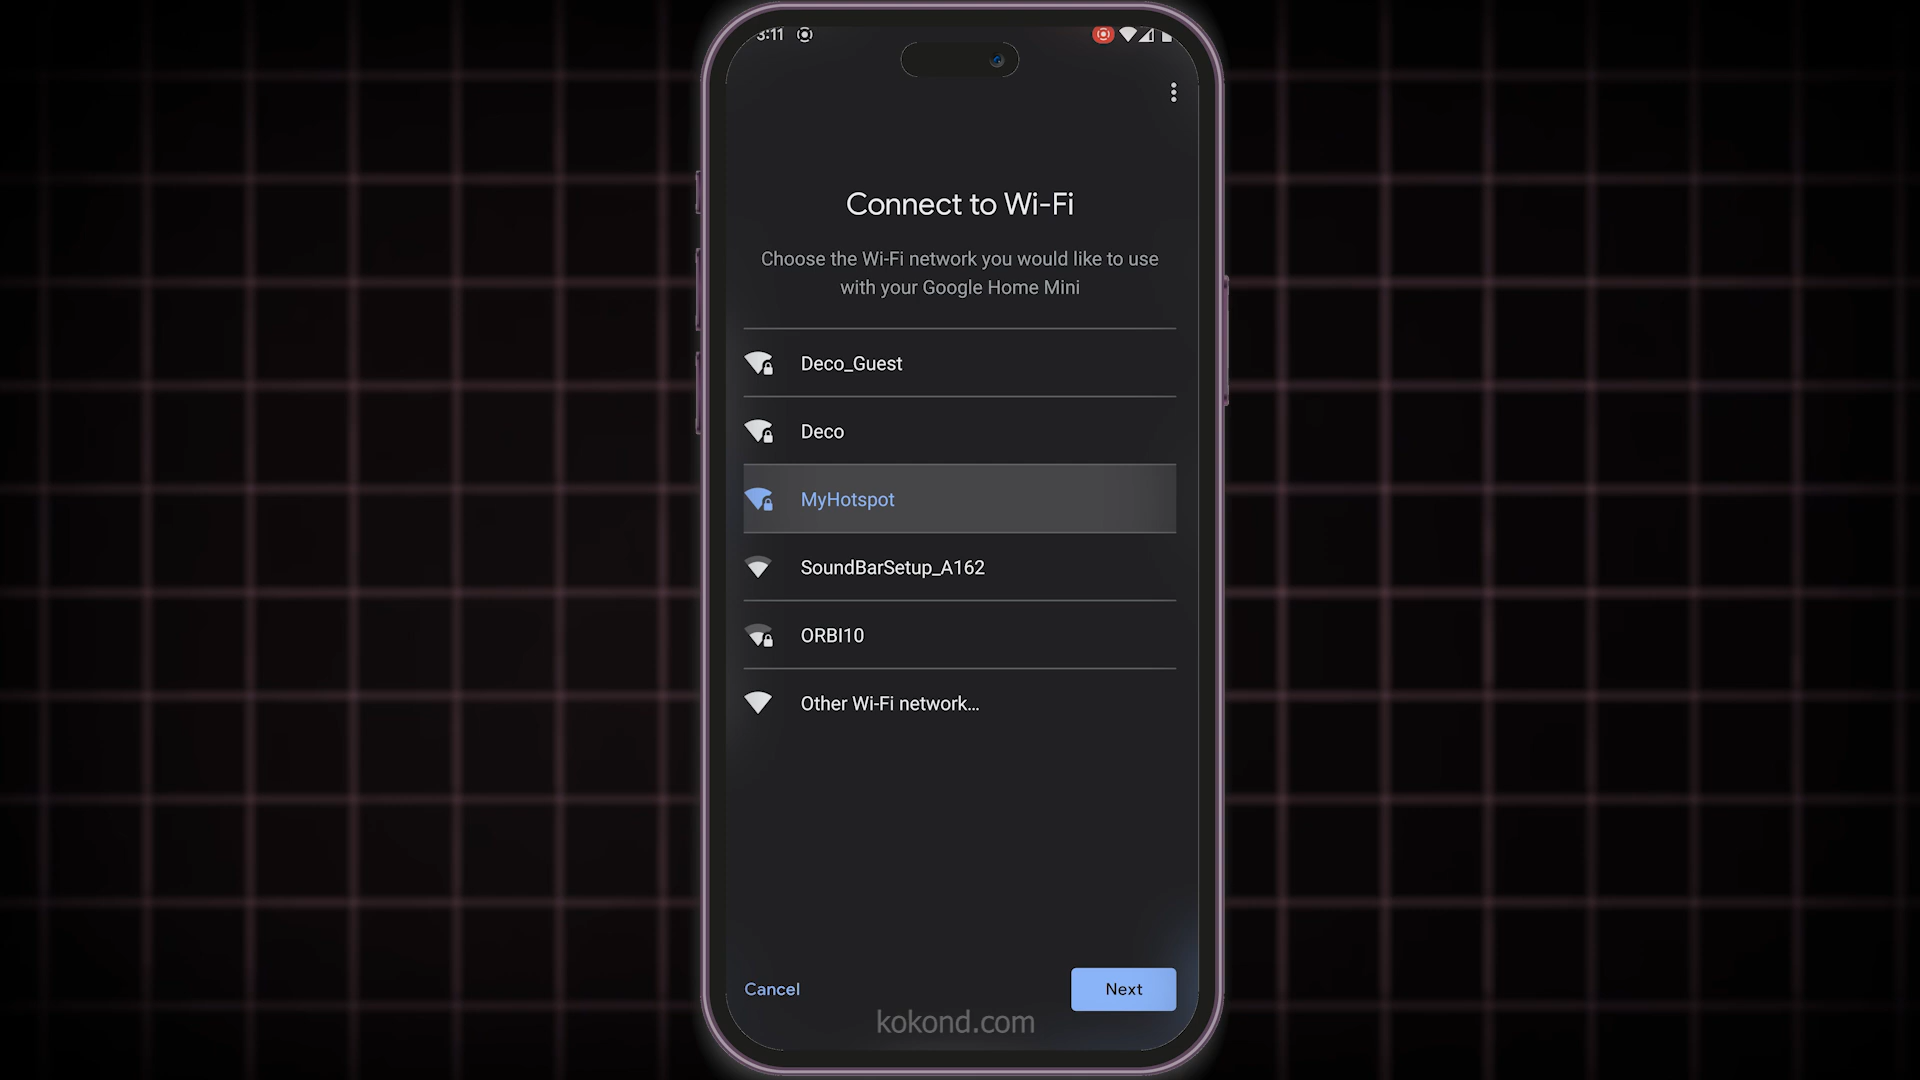 3:11
Connect to Wi-Fi
Choose the Wi-Fi network you would like to use
with your Google Home Mini
Deco_Guest
Deco
MyHotspot
SoundBarSetup_A162
ORBI10
Other Wi-Fi network...
Cancel
Next
kokond.com